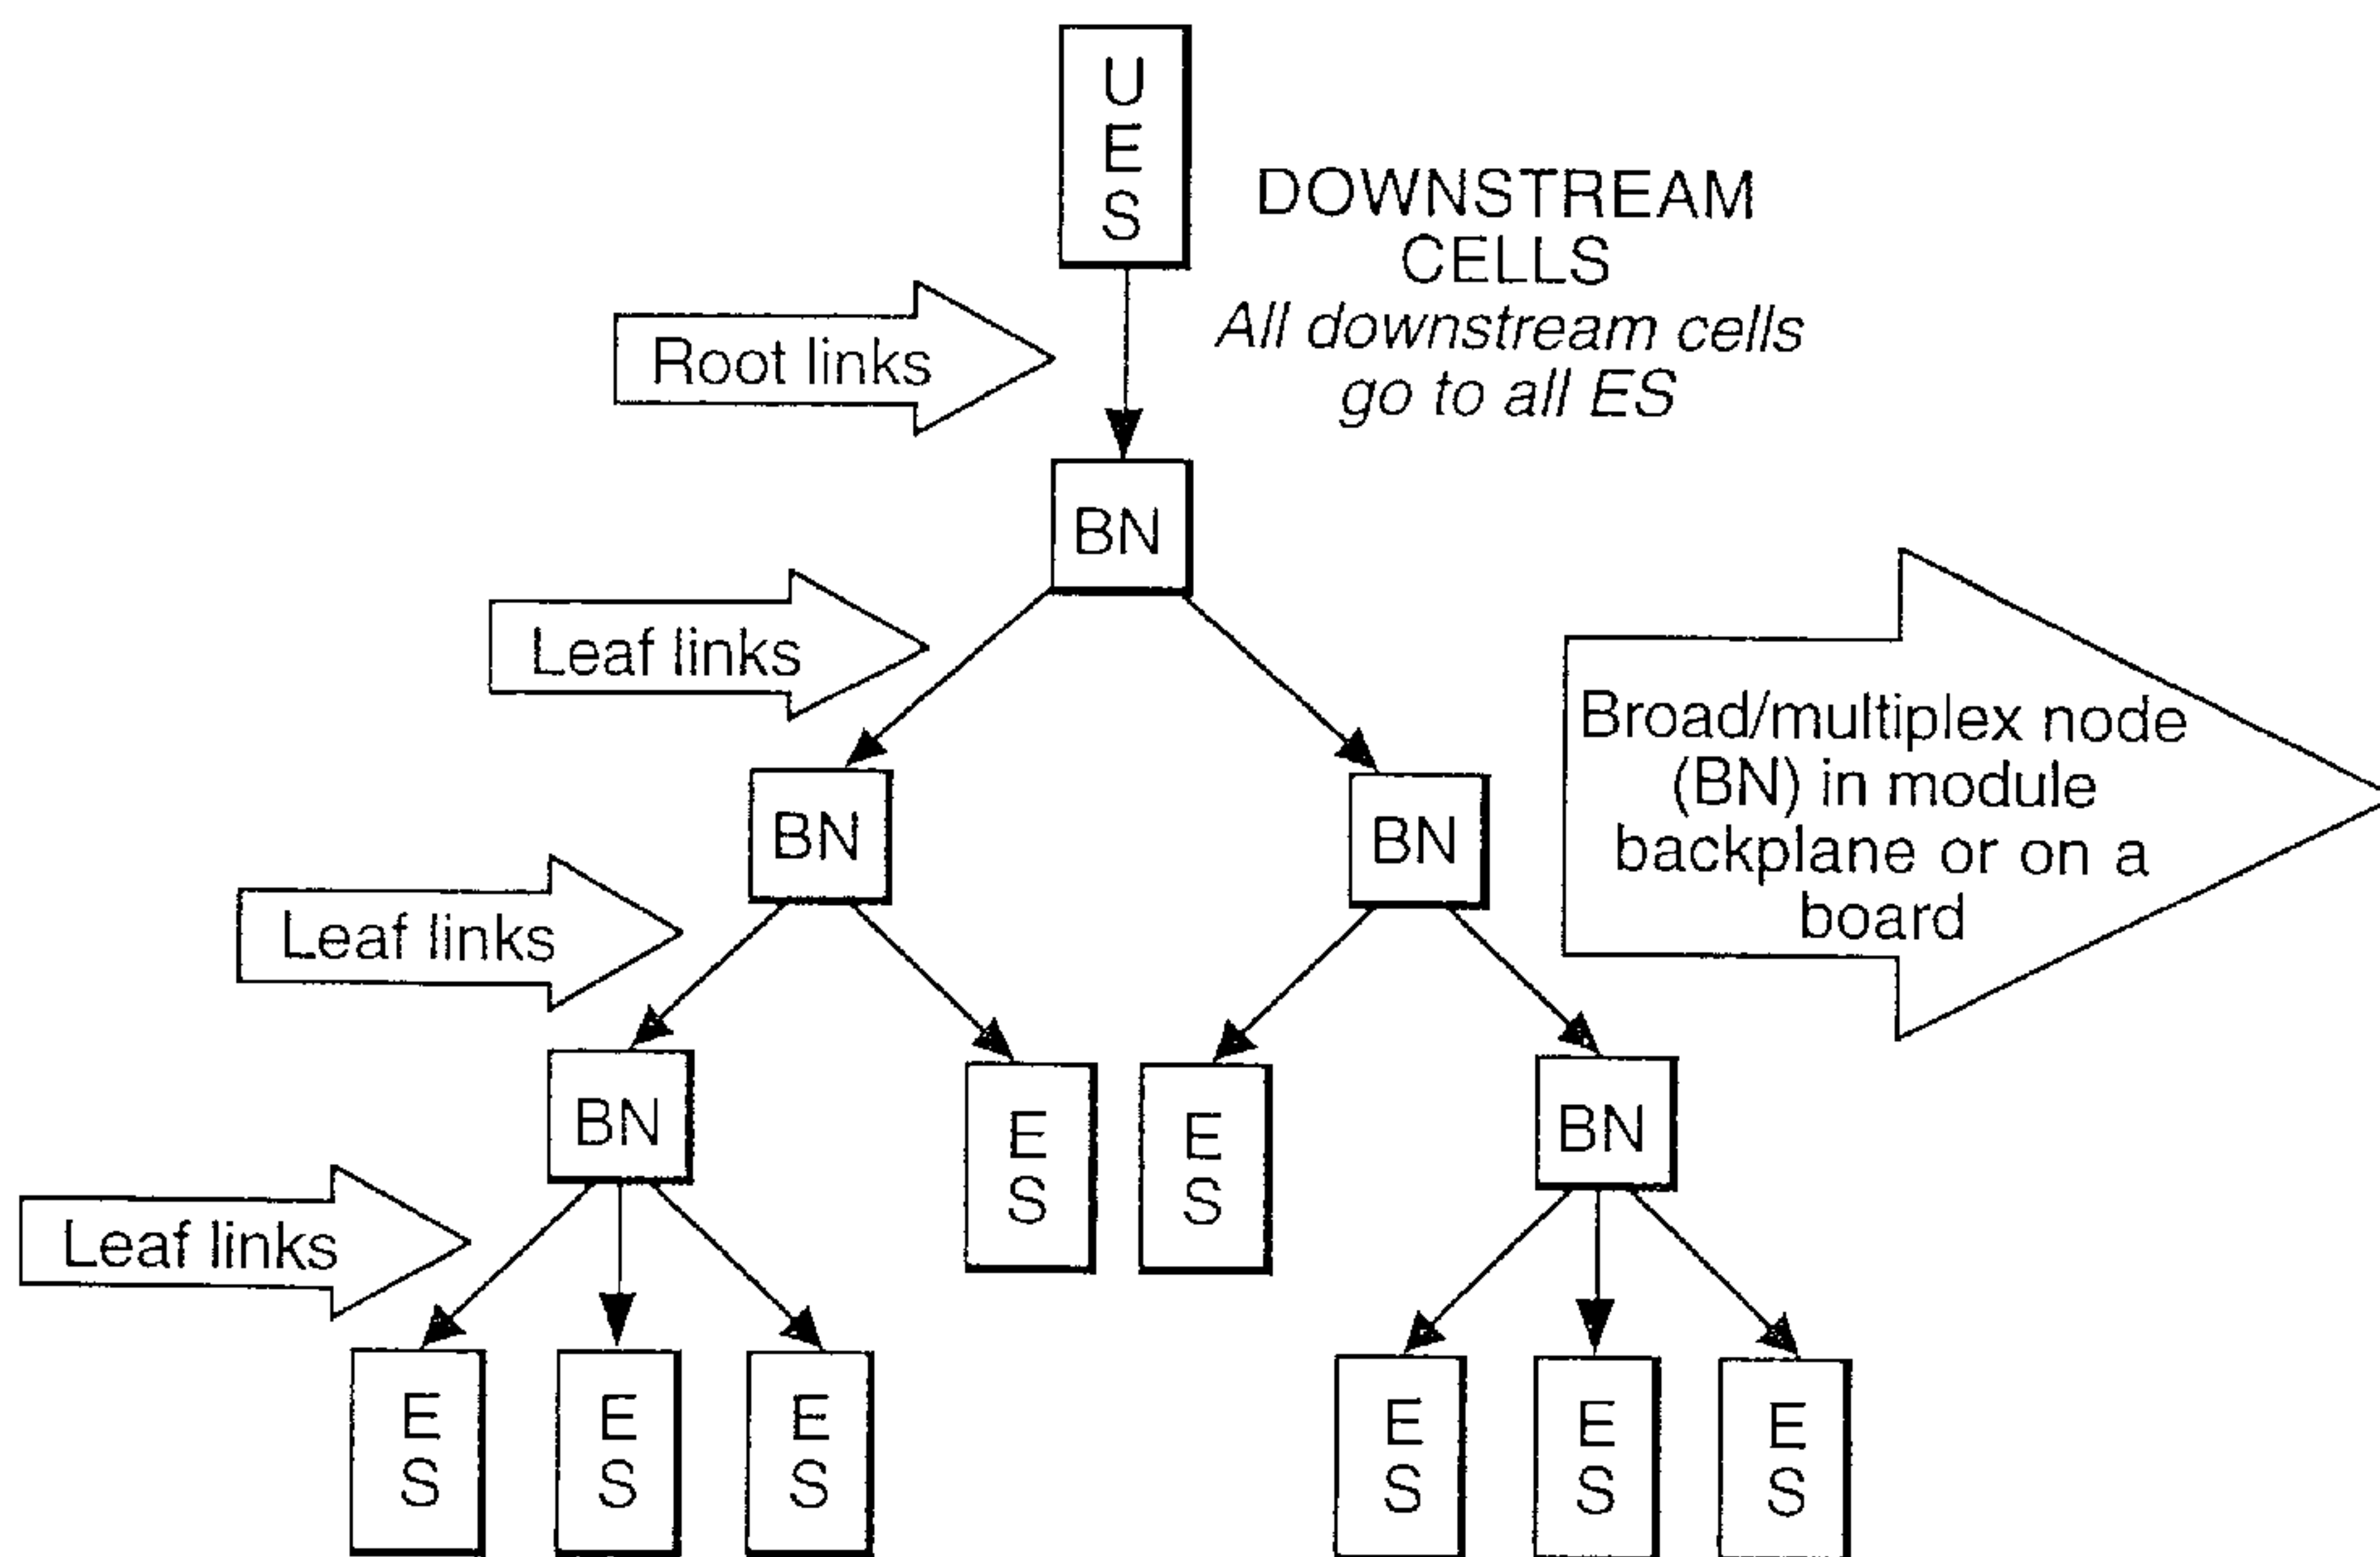 U
E
S
DOWNSTREAM
CELLS
All downstream cells
go to all ES
Root links
BN
Leaf links
Broad/multiplex node
(BN) in module
backplane or on a
board
BN
BN
Leaf links
BN
E
S
E
S
BN
Leaf links
E
S
E
S
E
S
E
S
E
S
E
S